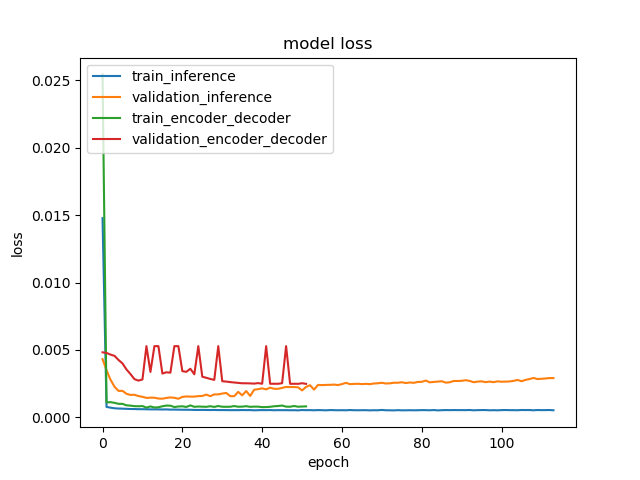 model loss
train_inference
validation_inference
train_encoder_decoder
validation_encoder_decoder
loss
0.025
0.020
0.015
0.010
0.005
0.000
0 20 40 60 80 100
epoch